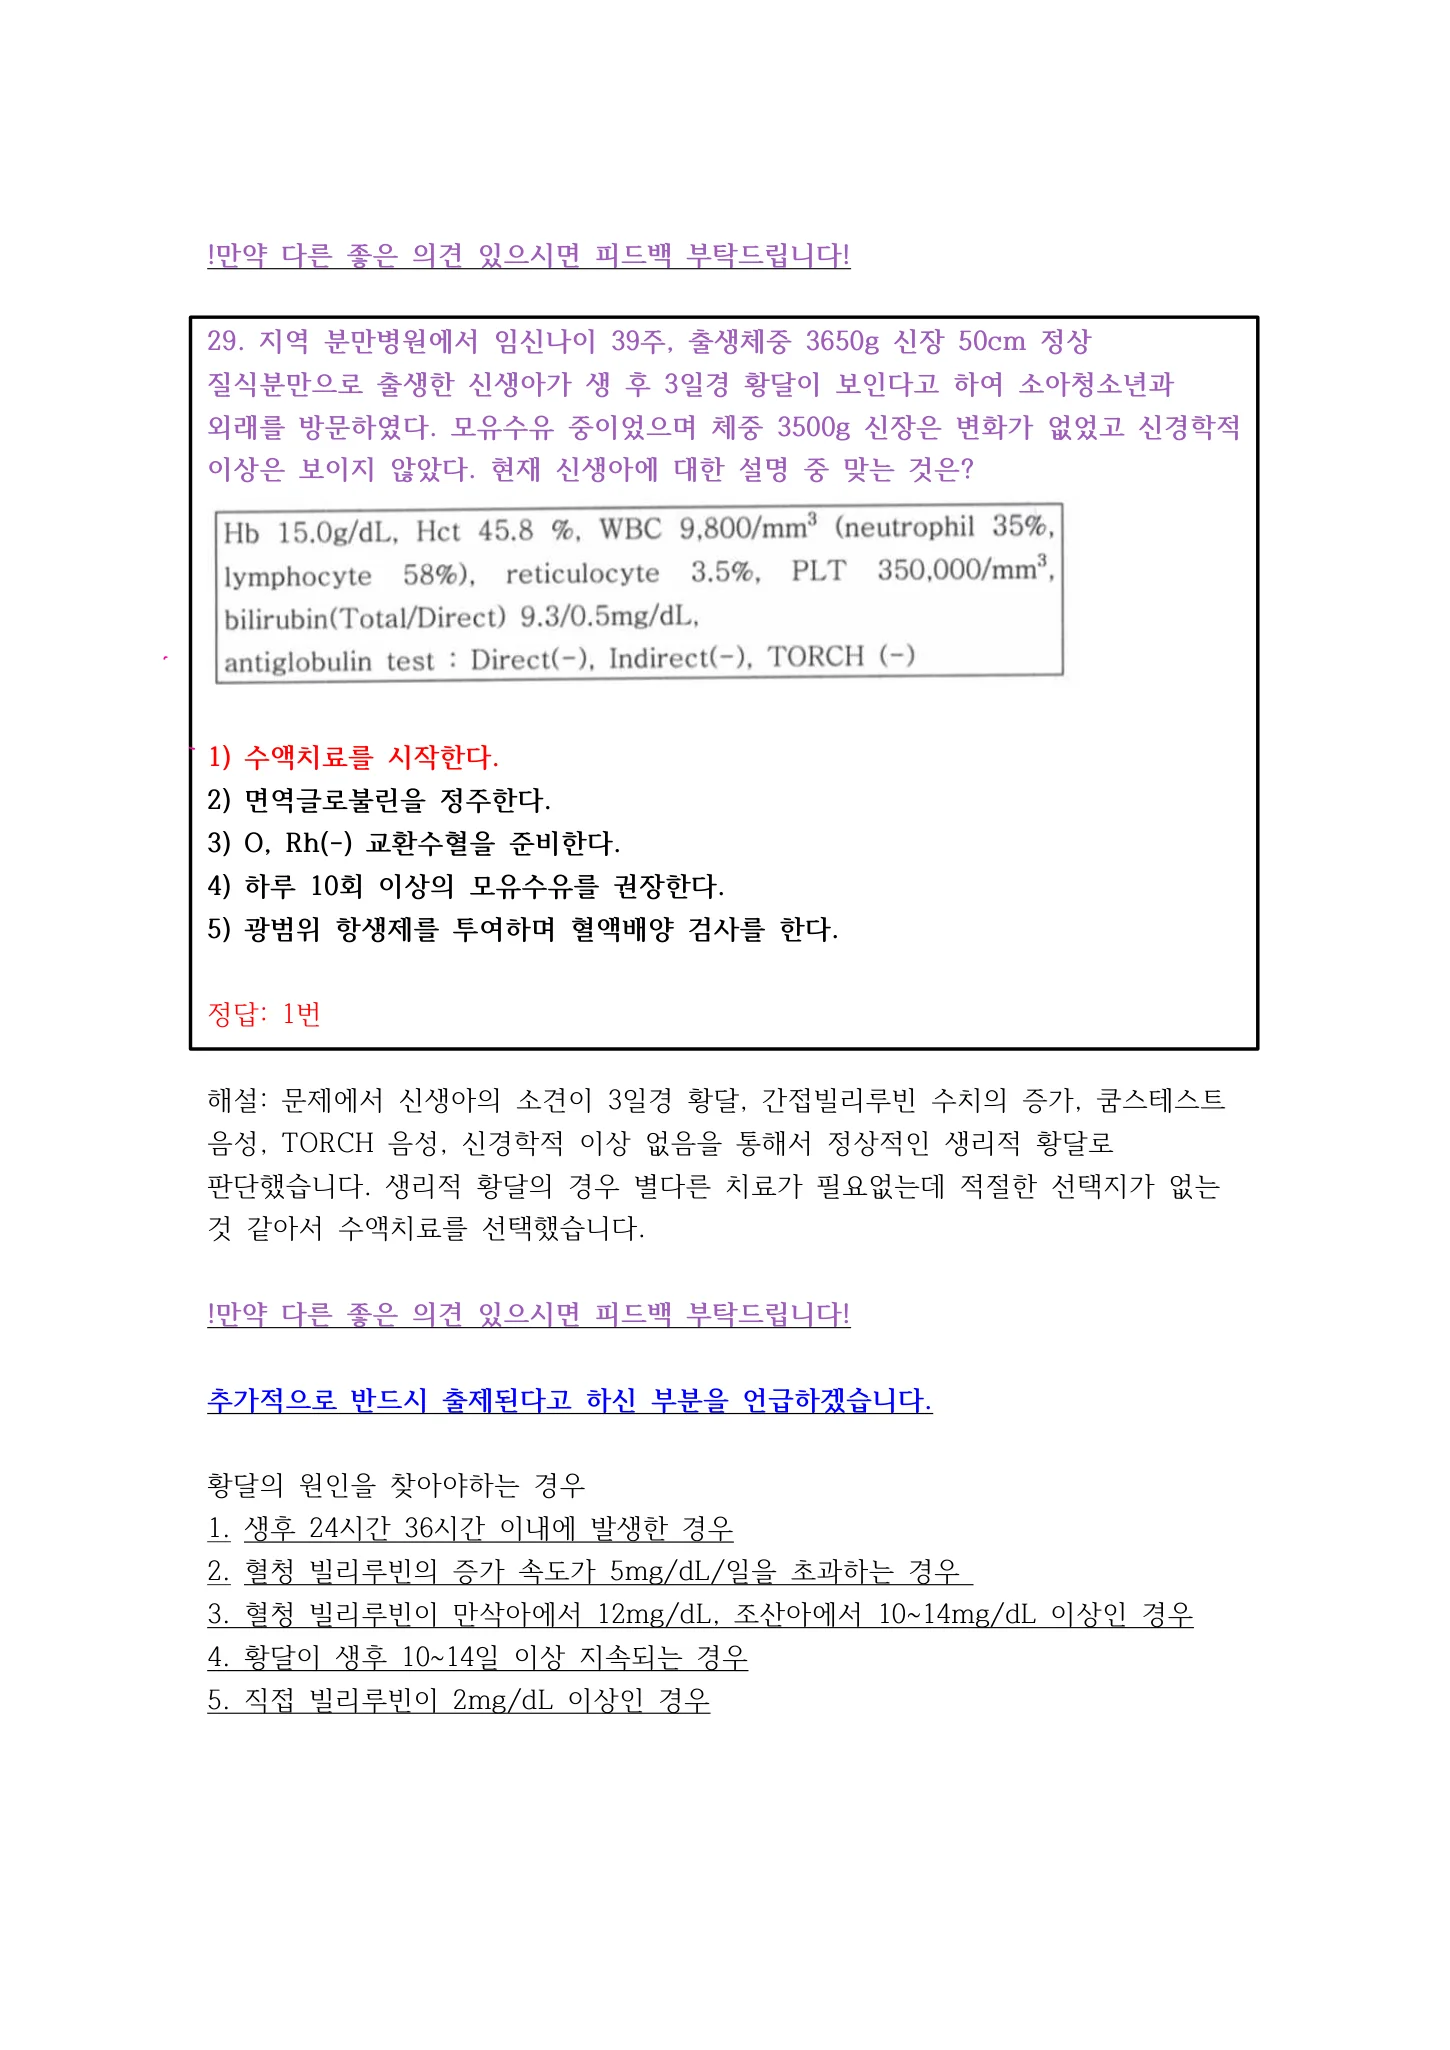 !만약 다른 좋은 의견 있으시면 피드백 부탁드립니다!
29. 지역 분만병원에서 임신나이 39주, 출생체중 3650g 신장 50cm 정상
질식분만으로 출생한 신생아가 생 후 3일경 황달이 보인다고 하여 소아청소년과
외래를 방문하였다. 모유수유 중이었으며 체중 3500g 신장은 변화가 없었고 신경학적
이상은 보이지 않았다. 현재 신생아에 대한 설명 중 맞는 것은?
Hb 15.0g/dL, Hct 45.8 %, WBC 9,800/mm³ (neutrophil 35%,
lymphocyte 58%), reticulocyte 3.5%, PLT 350,000/mm³,
bilirubin(Total/Direct) 9.3/0.5mg/dL,
antiglobulin test : Direct(-), Indirect(-), TORCH (-)
1) 수액치료를 시작한다.
2) 면역글로불린을 정주한다.
3) O, Rh(-) 교환수혈을 준비한다.
4) 하루 10회 이상의 모유수유를 권장한다.
5) 광범위 항생제를 투여하며 혈액배양 검사를 한다.
정답: 1번
해설: 문제에서 신생아의 소견이 3일경 황달, 간접빌리루빈 수치의 증가, 쿰스테스트
음성, TORCH 음성, 신경학적 이상 없음을 통해서 정상적인 생리적 황달로
판단했습니다. 생리적 황달의 경우 별다른 치료가 필요없는데 적절한 선택지가 없는
것 같아서 수액치료를 선택했습니다.
!만약 다른 좋은 의견 있으시면 피드백 부탁드립니다!
추가적으로 반드시 출제된다고 하신 부분을 언급하겠습니다.
황달의 원인을 찾아야하는 경우
1. 생후 24시간 36시간 이내에 발생한 경우
2. 혈청 빌리루빈의 증가 속도가 5mg/dL/일을 초과하는 경우
3. 혈청 빌리루빈이 만삭아에서 12mg/dL, 조산아에서 10~14mg/dL 이상인 경우
4. 황달이 생후 10~14일 이상 지속되는 경우
5. 직접 빌리루빈이 2mg/dL 이상인 경우